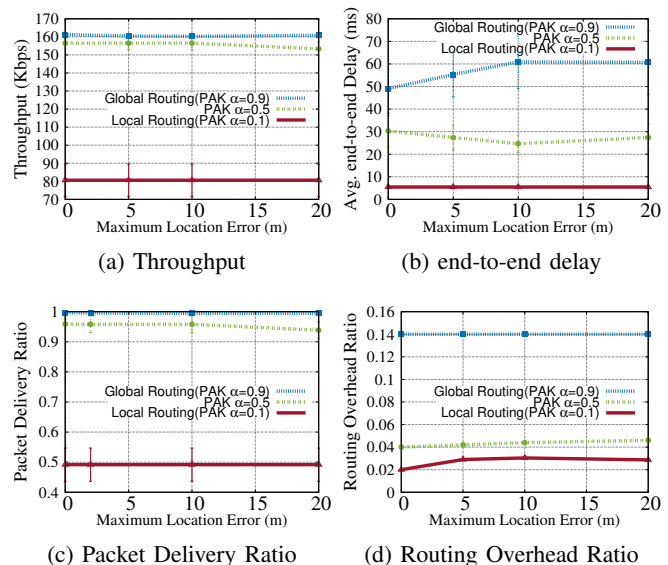 Throughput (Kbps)
170
160
150
140
130
120
110
100
90
80
70
Global Routing(PAK α=0.9)
PAK α=0.5
Local Routing(PAK α=0.1)
0 5 10 15 20
Maximum Location Error (m)
(a) Throughput
Avg. end-to-end Delay (ms)
80
70
60
50
40
30
20
10
0
Global Routing(PAK α=0.9)
PAK α=0.5
Local Routing(PAK α=0.1)
0 5 10 15 20
Maximum Location Error (m)
(b) end-to-end delay
Packet Delivery Ratio
1
0.9
0.8
0.7
0.6
0.5
0.4
Global Routing(PAK α=0.9)
PAK α=0.5
Local Routing(PAK α=0.1)
0 5 10 15 20
Maximum Location Error (m)
(c) Packet Delivery Ratio
Routing Overhead Ratio
0.16
0.14
0.12
0.1
0.08
0.06
0.04
0.02
0
Global Routing(PAK α=0.9)
PAK α=0.5
Local Routing(PAK α=0.1)
0 5 10 15 20
Maximum Location Error (m)
(d) Routing Overhead Ratio